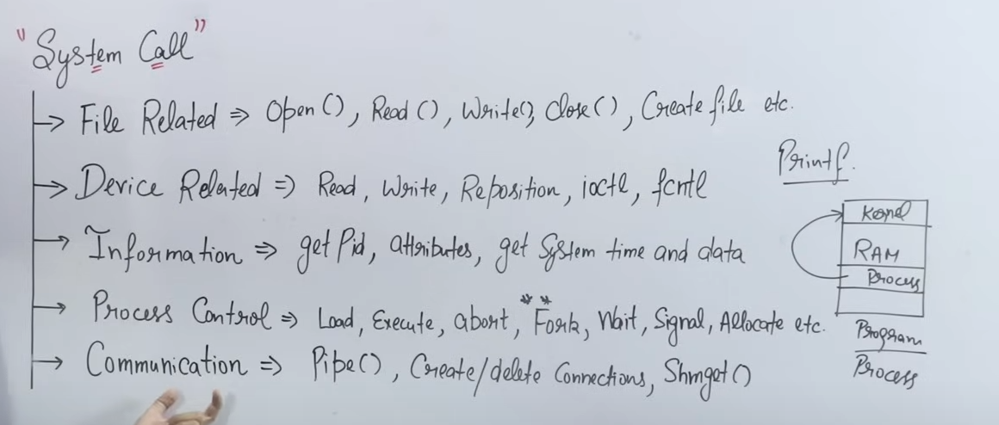 "System Call"
→ File Related ⇒ Open(), Read(), Write(), Close(), Create file etc.
→ Device Related ⇒ Read, Write, Reposition, ioctl, fcntl
→ Information ⇒ get Pid, attributes, get System time and data
→ Process Control ⇒ Load, Execute, abort, **Fork, Wait, Signal, Allocate etc.
→ Communication ⇒ Pipe(), Create/delete Connections, Shmget()
Printf.
Kernel
RAM
Process
Program
Process